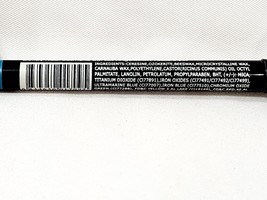 INGREDIENTS:CERESINE,OZOKERITE, BEESWAX, MICROCRYSTALLINE WAX,
CARNAUBA WAX,POLYETHYLENE,CASTOR(RICINUS COMMUNIS) OIL, OCTYL
PALMITATE, LANOLIN, PETROLATUM, PROPYLPARABEN, BHT, (+/-): MICA,
TITANIUM DIOXIDE (CI77891), IRON OXIDES (CI77491/CI77492/CI77499),
ULTRAMARINE BLUE (CI77007), IRON BLUE (CI77510), CHROMIUM OXIDE
GREEN